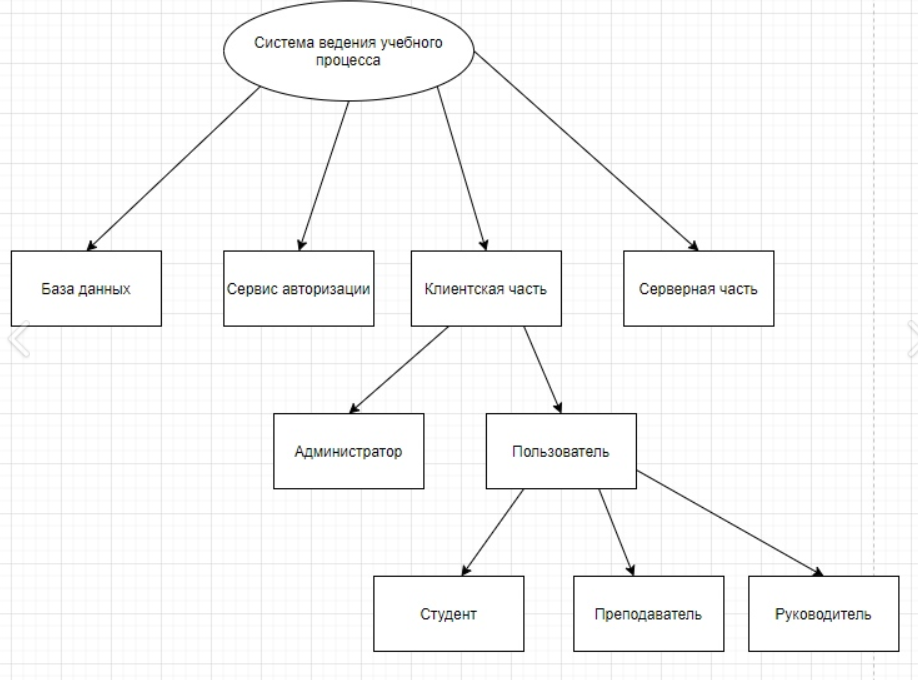 Система ведения учебного
процесса
База данных
Сервис авторизации
Клиентская часть
Серверная часть
Администратор
Пользователь
Студент
Преподаватель
Руководитель